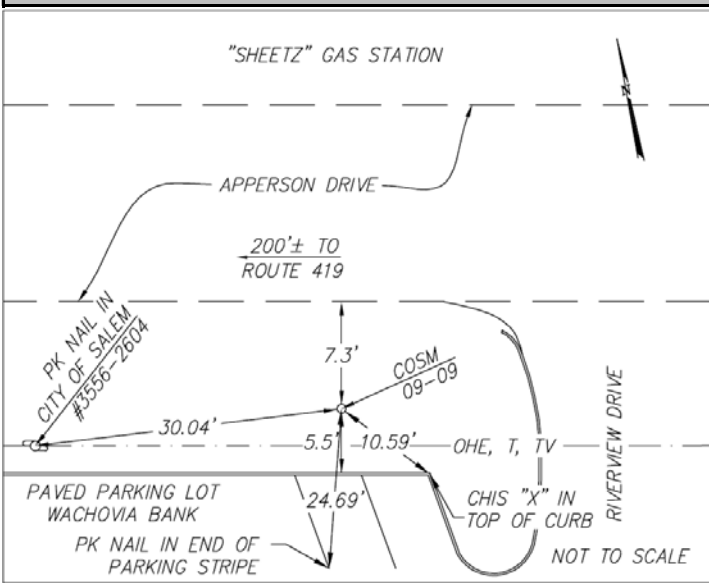 "SHEETZ" GAS STATION
N
APPERSON DRIVE
200'± TO
ROUTE 419
PK NAIL IN
CITY OF SALEM
#3556-2604
7.3'
COSM
09-09
30.04'
5.5'
10.59'
OHE, T, TV
RIVERVIEW DRIVE
PAVED PARKING LOT
WACHOVIA BANK
24.69'
CHIS "X" IN
TOP OF CURB
PK NAIL IN END OF
PARKING STRIPE
NOT TO SCALE